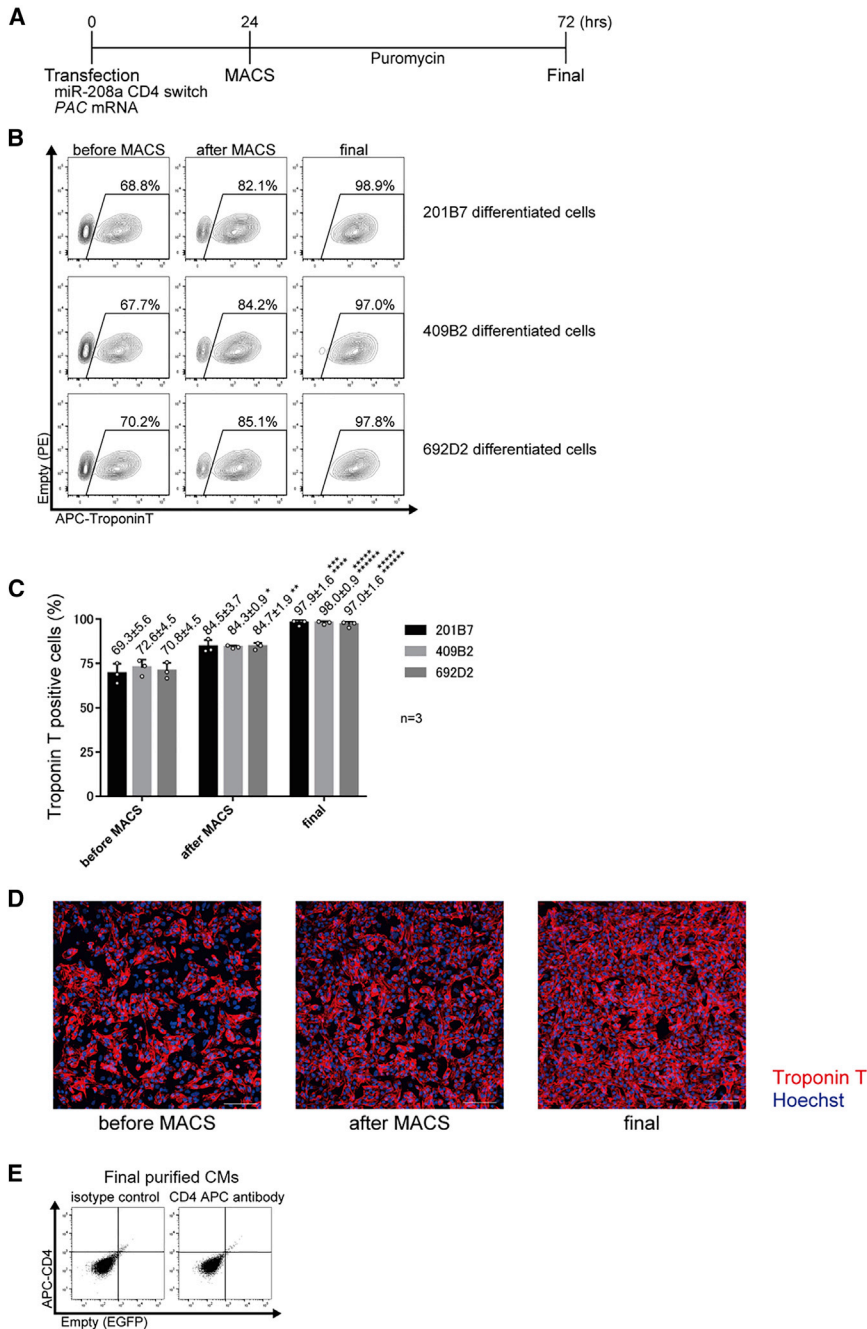 A
0 24 72 (hrs)
Puromycin
Transfection MACS Final
miR-208a CD4 switch
PAC mRNA
B
before MACS after MACS final
68.8% 82.1% 98.9%
201B7 differentiated cells
67.7% 84.2% 97.0%
409B2 differentiated cells
70.2% 85.1% 97.8%
692D2 differentiated cells
Empty (PE)
APC-TroponinT
C
Troponin T positive cells (%)
100
75
50
25
0
69.3±5.6
72.6±4.5
70.8±4.5
84.5±3.7
84.3±0.9 *
84.7±1.9 **
97.9±1.6
98.0±0.9
97.0±1.6
before MACS
after MACS
final
201B7
409B2
692D2
n=3
D
before MACS after MACS final
Troponin T
Hoechst
E
Final purified CMs
isotype control CD4 APC antibody
APC-CD4
Empty (EGFP)